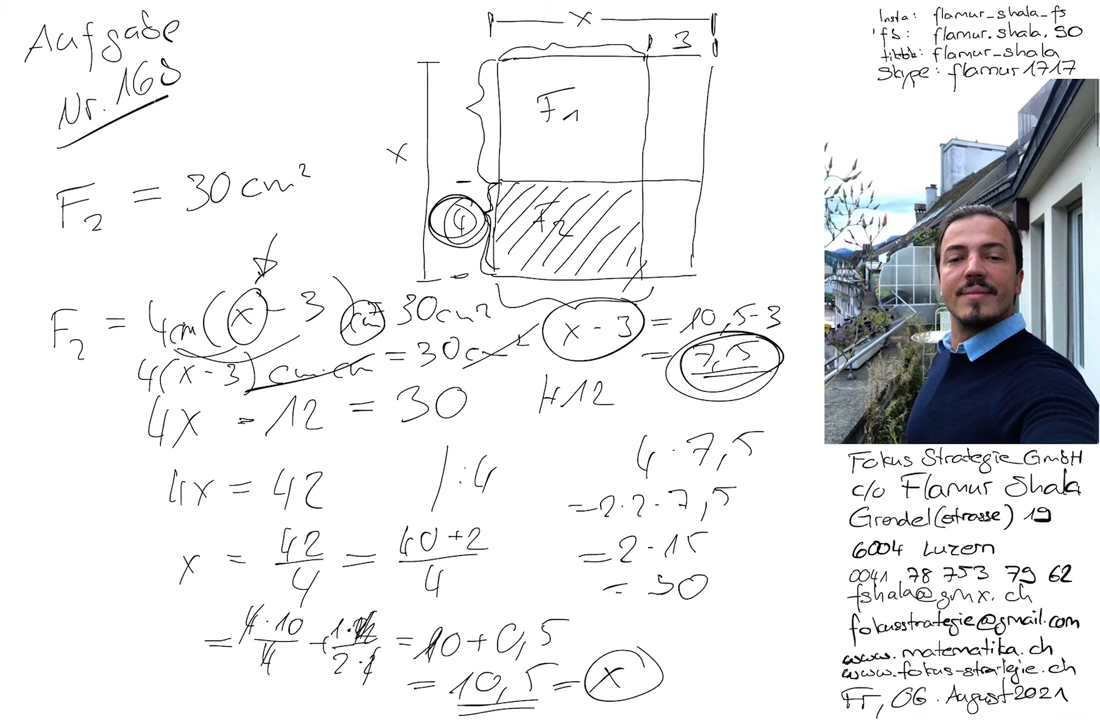 Aufgabe
Nr. 168
x
3
F1
x
4
F2
F2 = 30 cm²
F2 = 4cm (x - 3) cm = 30cm²
x - 3 = 10,5-3
= 7,5
4(x - 3) cm·cm = 30cm²
4x - 12 = 30 |+12
4x = 42 | :4
x = 42/4 = 40+2/4
= 4·10/4 + 1·2/2·2 = 10 + 0,5
= 10,5 = x
4 · 7,5
= 2·2·7,5
= 2·15
= 30
Insta: flamur_shala_fs
fb: flamur.shala.90
tiktok: flamur_shala
Skype: flamur1717
Fokus Strategie GmbH
c/o Flamur Shala
Grendel(strasse) 19
6004 Luzern
0041 78 753 79 62
fshala@gmx.ch
fokusstrategie@gmail.com
www.matematika.ch
www.fokus-strategie.ch
Fr, 06. August 2021